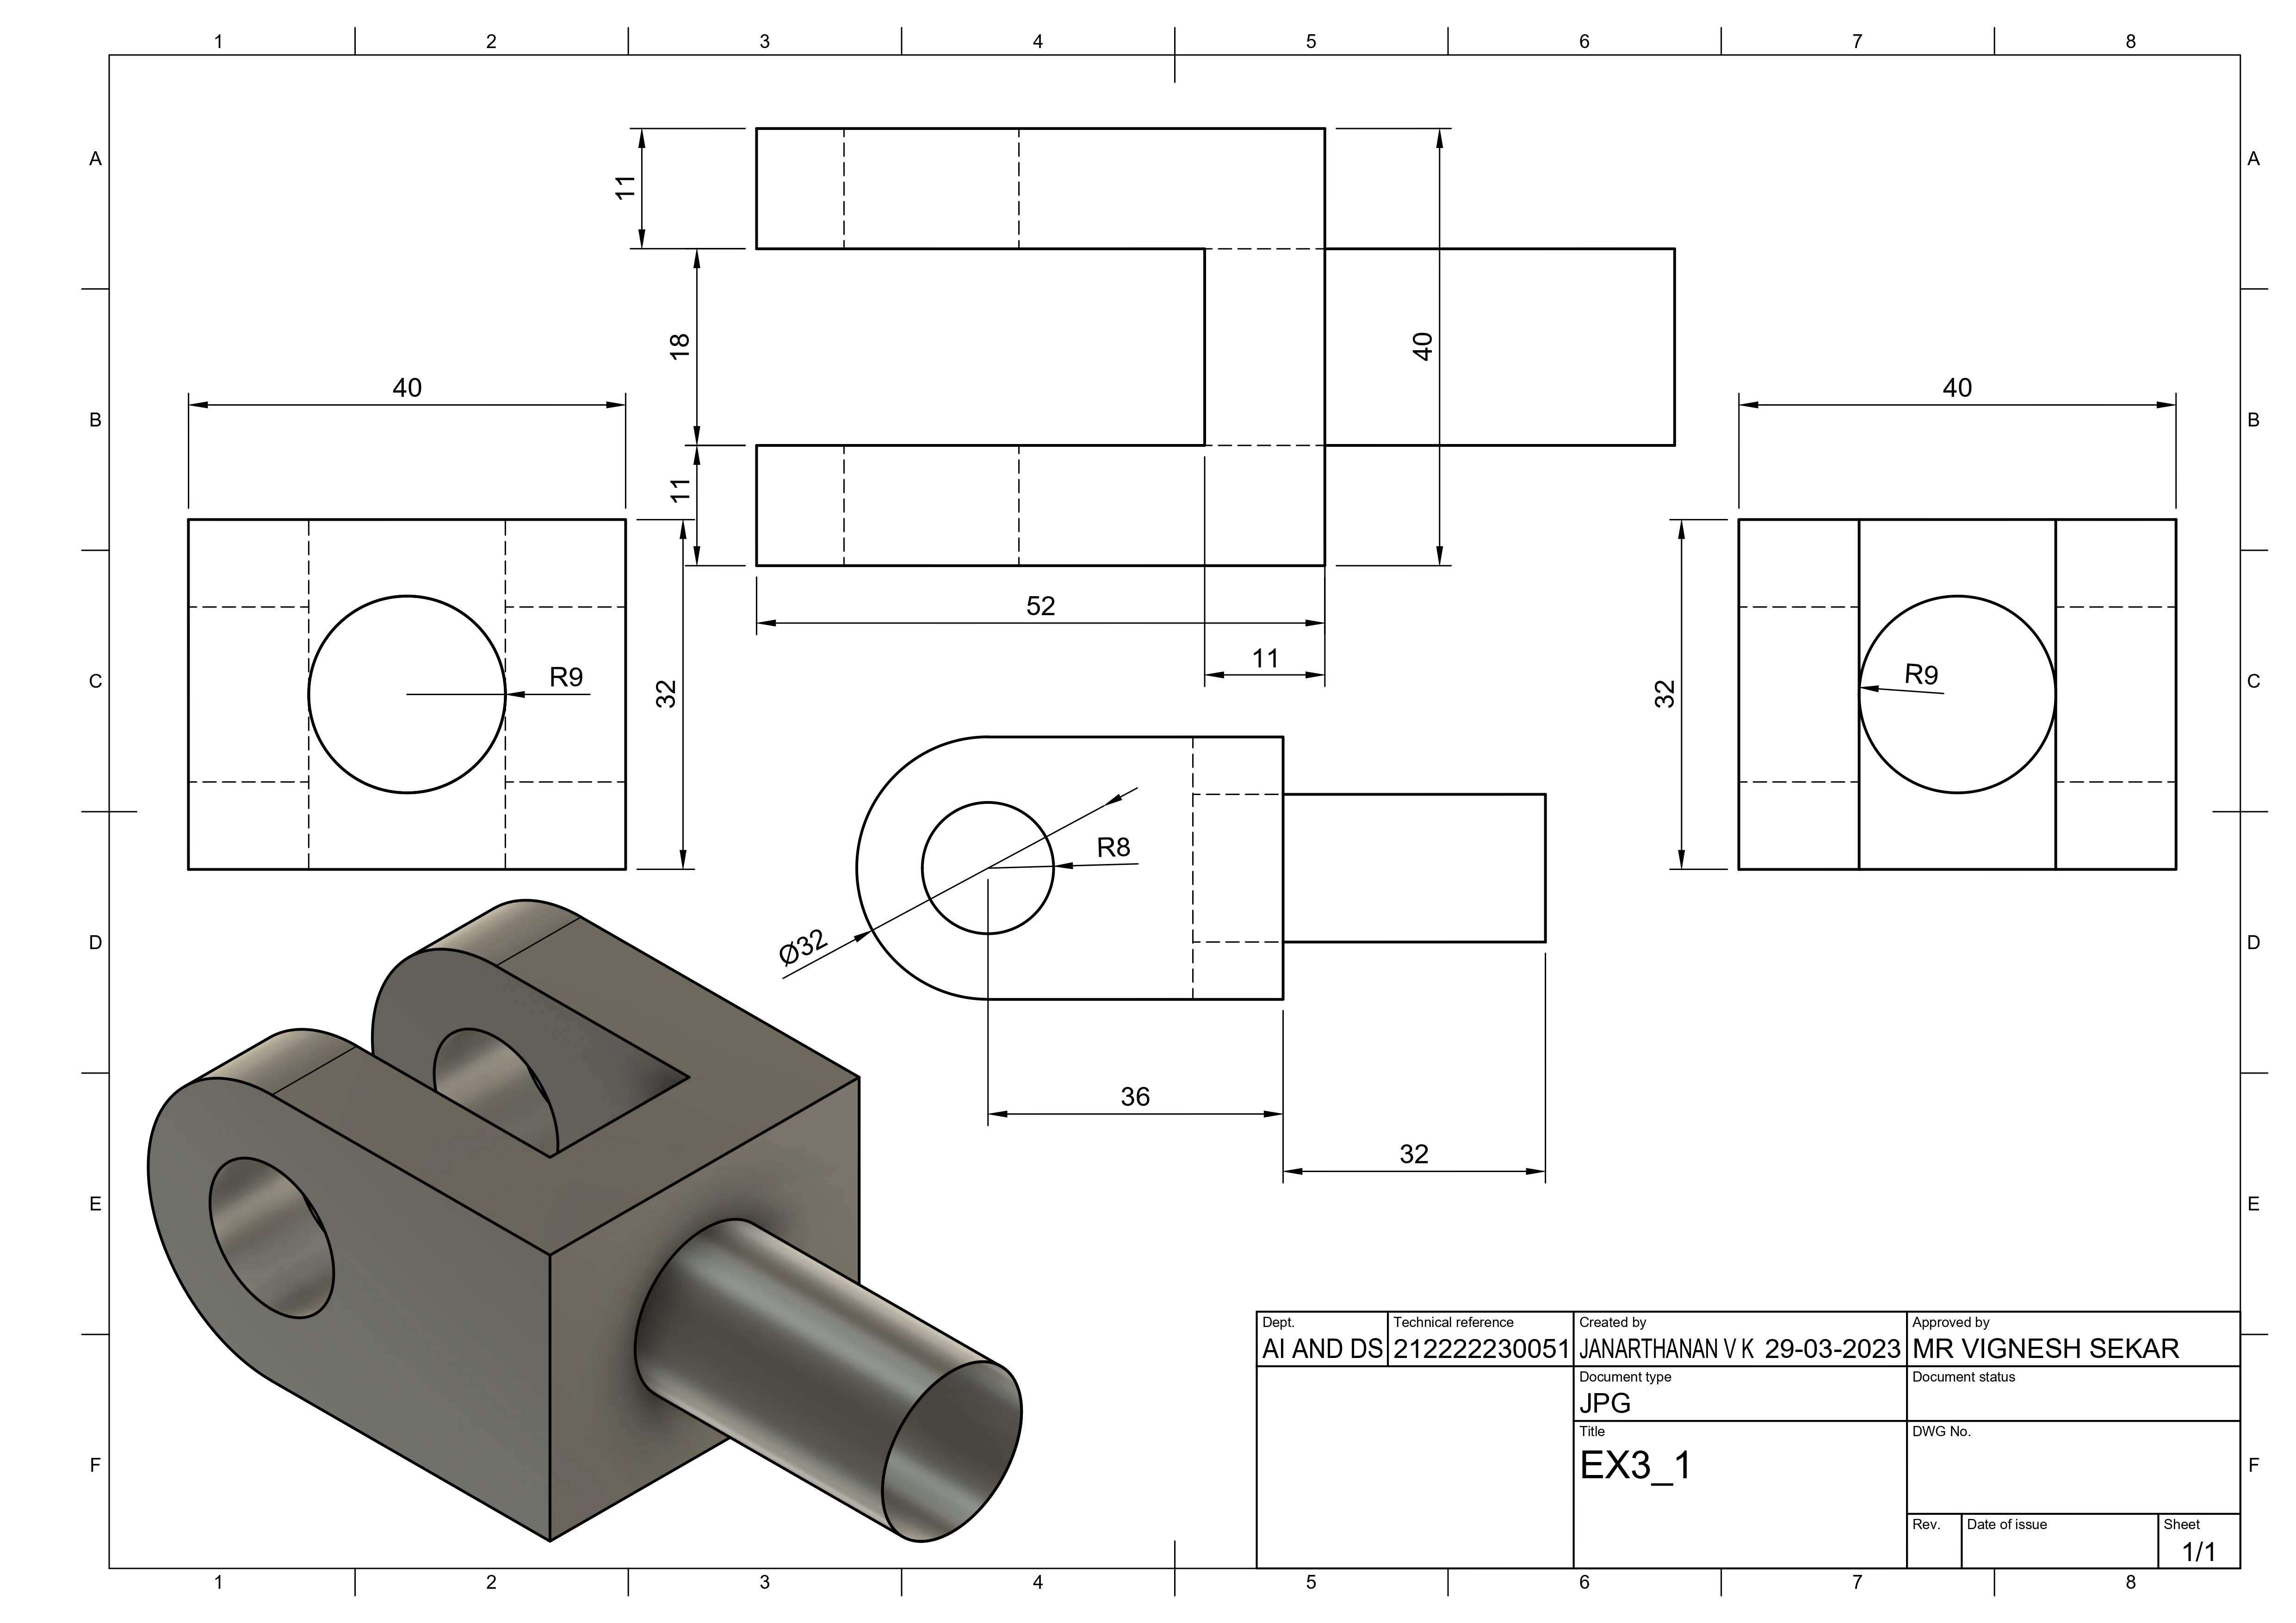 1 2 3 4 5 6 7 8
A A
11
18
40
40
40
B B
11
52
11
R9
32
32
R9
C C
R8
Ø32
D D
36
32
E E
Dept.
AI AND DS
Technical reference
212222230051
Created by
JANARTHANAN V K 29-03-2023
Approved by
MR VIGNESH SEKAR
Document type
JPG
Document status
Title
EX3_1
DWG No.
F F
Rev.
Date of issue
Sheet
1/1
1 2 3 4 5 6 7 8